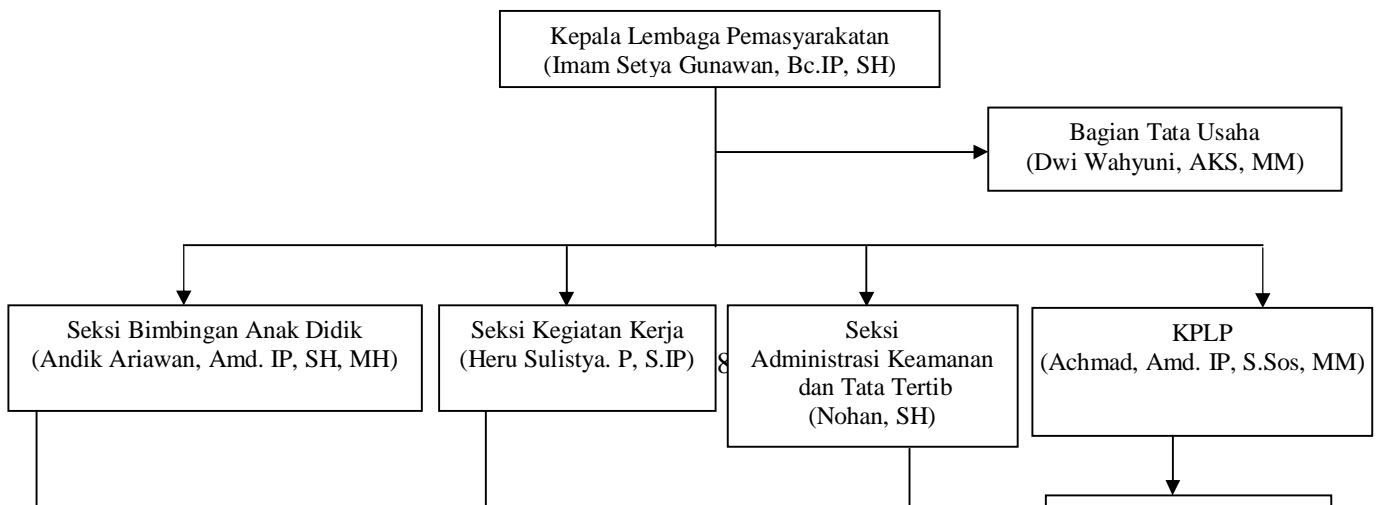 Kepala Lembaga Pemasyarakatan
(Imam Setya Gunawan, Bc.IP, SH)
Bagian Tata Usaha
(Dwi Wahyuni, AKS, MM)
Seksi Bimbingan Anak Didik
(Andik Ariawan, Amd. IP, SH, MH)
Seksi Kegiatan Kerja
(Heru Sulistya. P, S.IP)
8
Seksi
Administrasi Keamanan
dan Tata Tertib
(Nohan, SH)
KPLP
(Achmad, Amd. IP, S.Sos, MM)